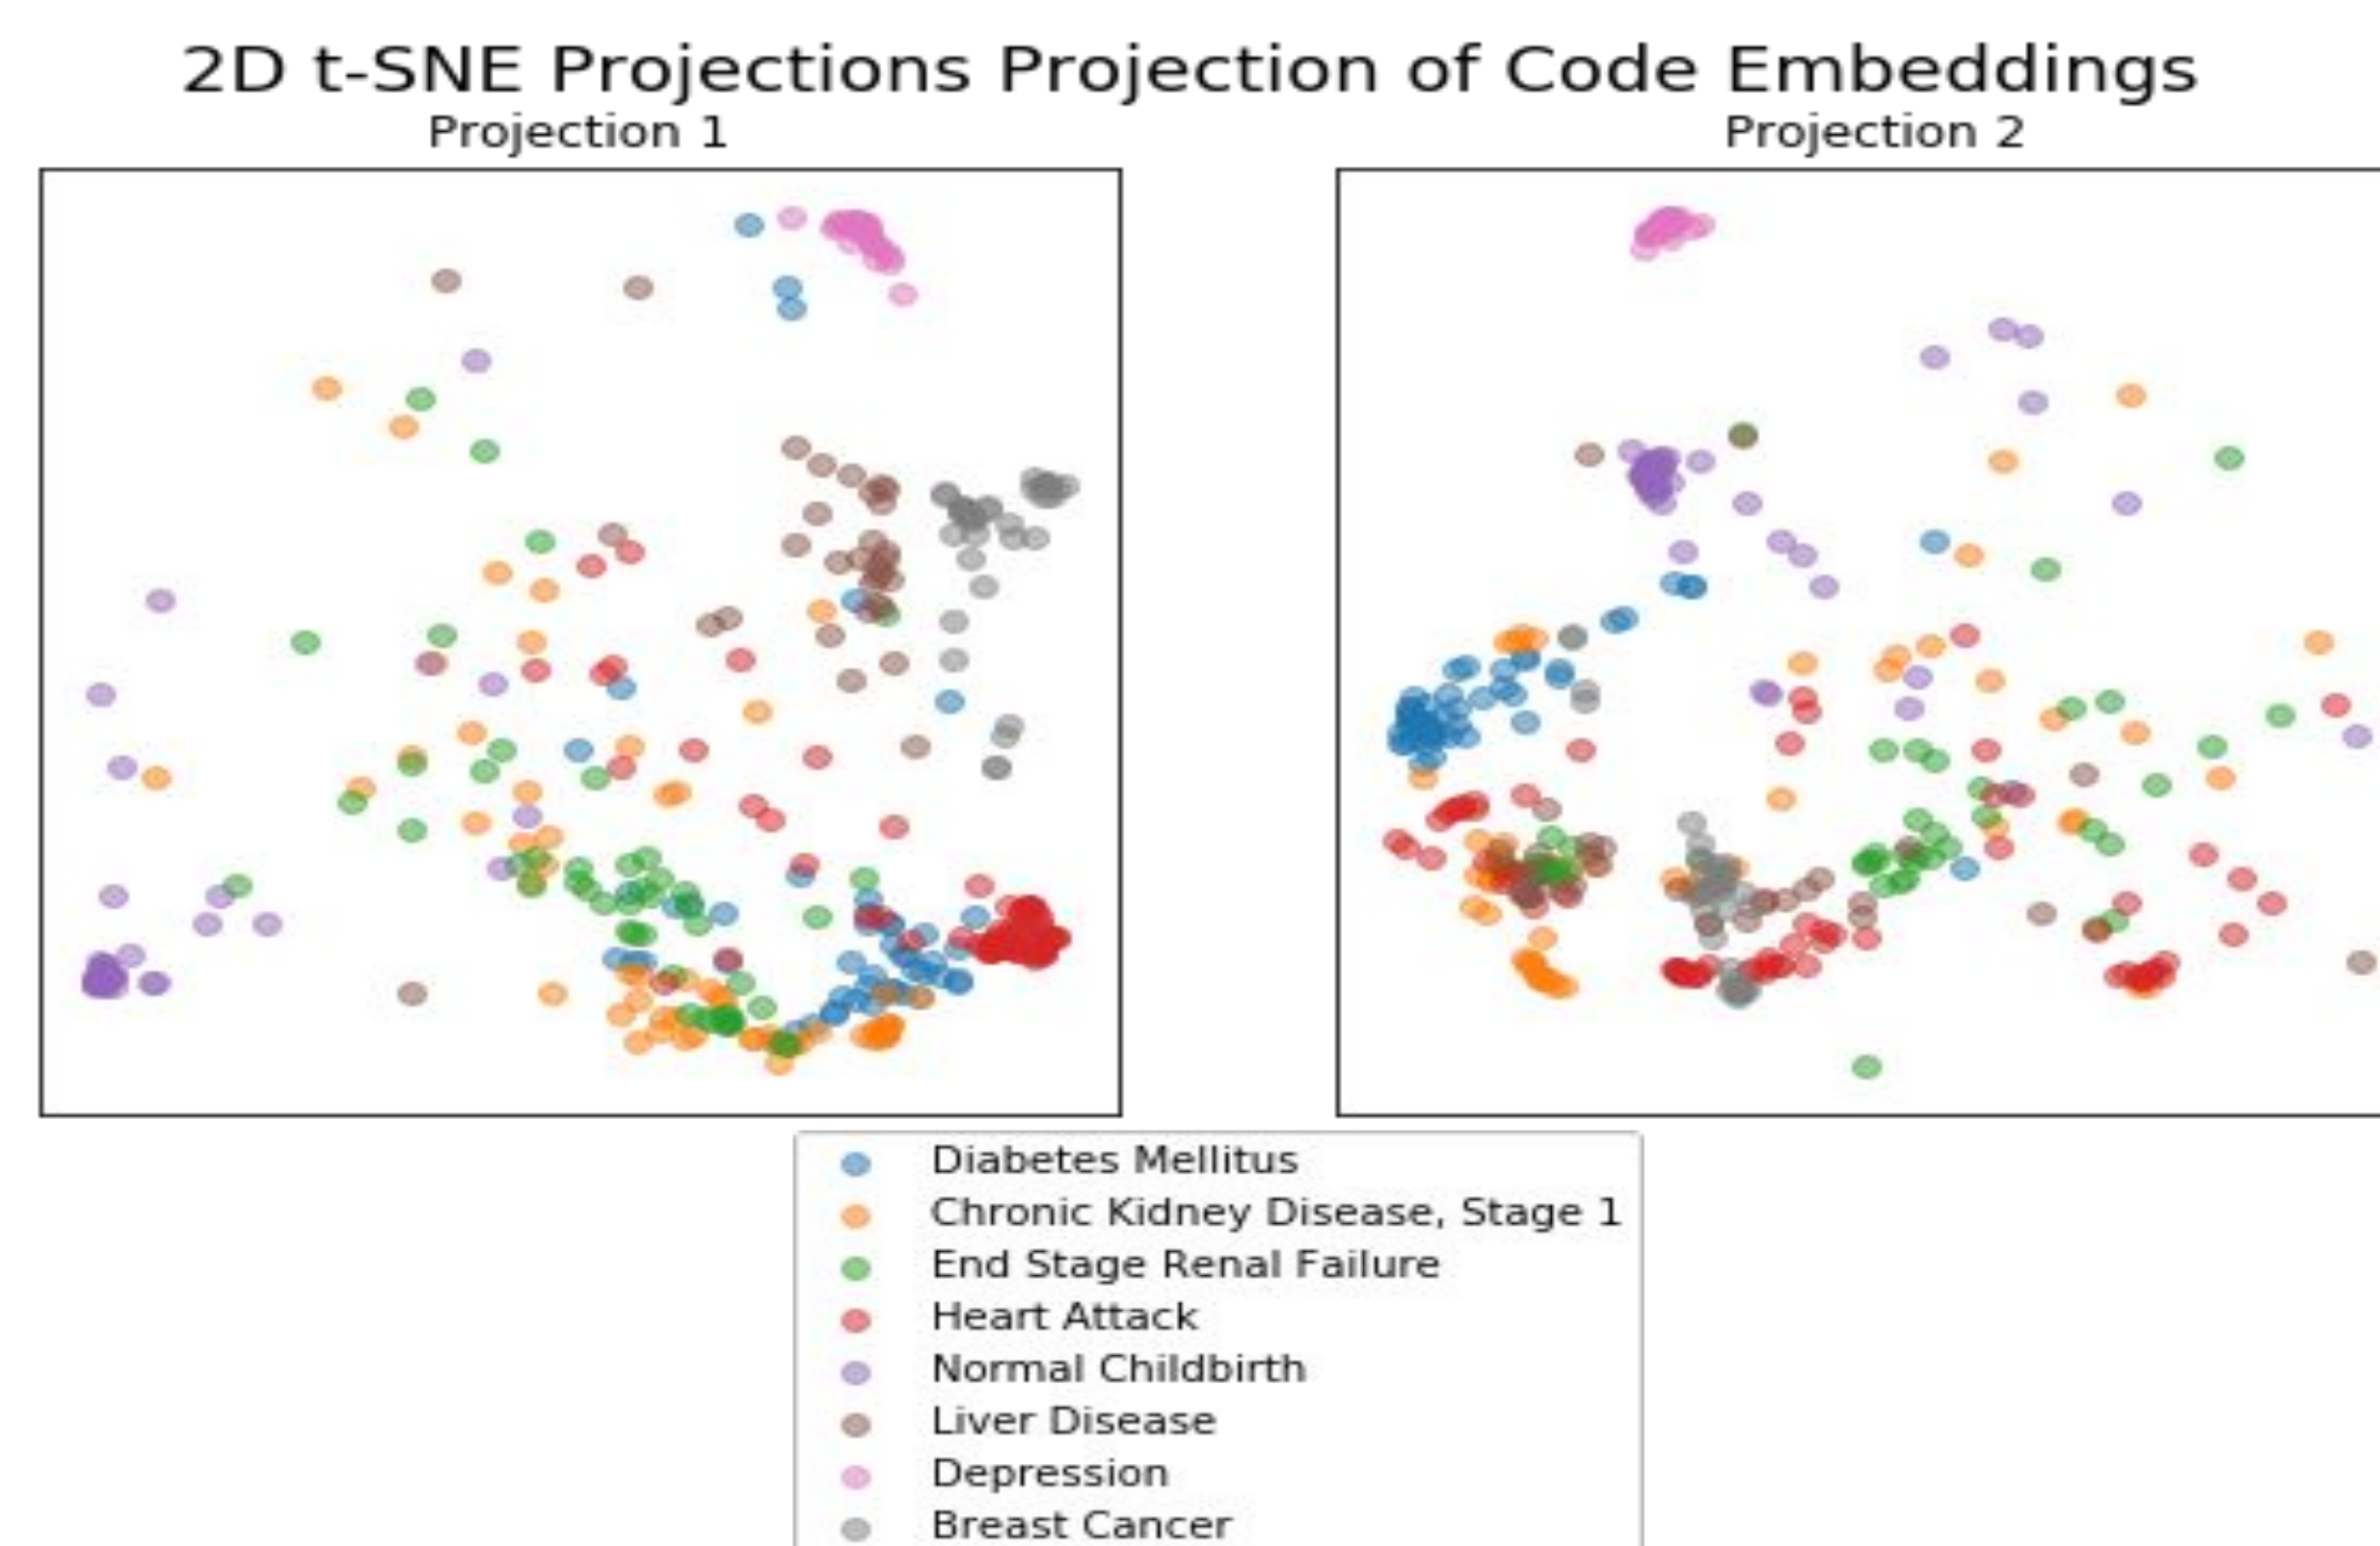 2D t-SNE Projections Projection of Code Embeddings
Projection 1
Projection 2
Diabetes Mellitus
Chronic Kidney Disease, Stage 1
End Stage Renal Failure
Heart Attack
Normal Childbirth
Liver Disease
Depression
Breast Cancer